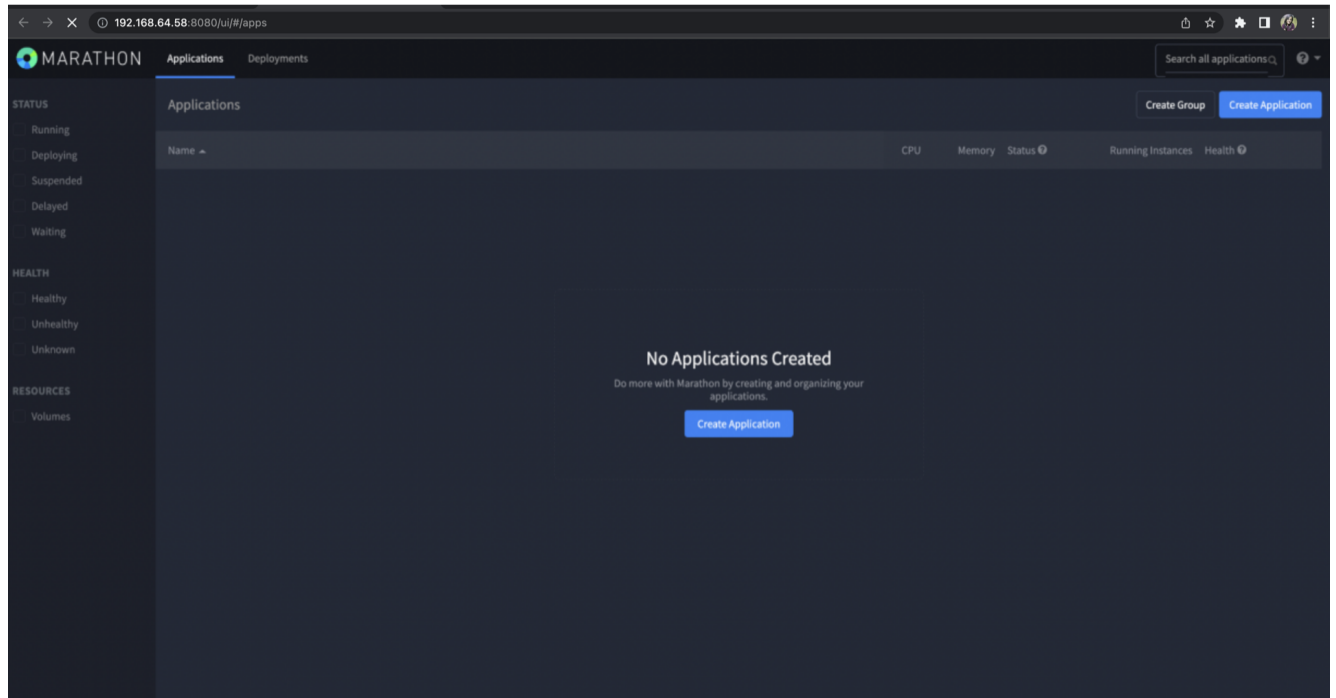 192.168.64.58:8080/ui/#/apps
MARATHON
Applications
Deployments
Search all applications
STATUS
Running
Deploying
Suspended
Delayed
Waiting
HEALTH
Healthy
Unhealthy
Unknown
RESOURCES
Volumes
Applications
Create Group
Create Application
Name CPU Memory Status Running Instances Health
No Applications Created
Do more with Marathon by creating and organizing your
applications.
Create Application